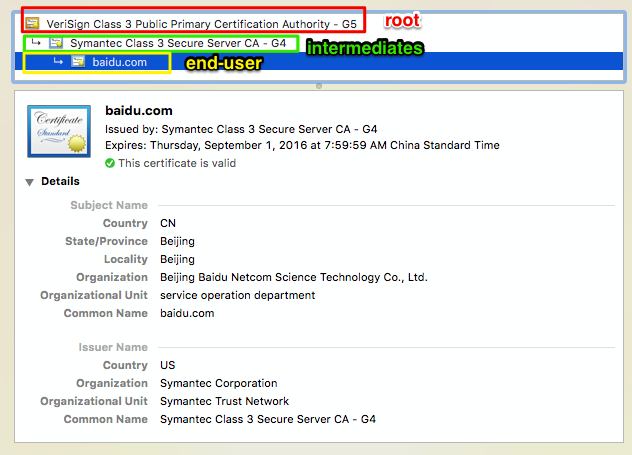 VeriSign Class 3 Public Primary Certification Authority - G5 root
Symantec Class 3 Secure Server CA - G4 intermediates
baidu.com end-user
Certificate
Standard
baidu.com
Issued by: Symantec Class 3 Secure Server CA - G4
Expires: Thursday, September 1, 2016 at 7:59:59 AM China Standard Time
This certificate is valid
Details
Subject Name
Country CN
State/Province Beijing
Locality Beijing
Organization Beijing Baidu Netcom Science Technology Co., Ltd.
Organizational Unit service operation department
Common Name baidu.com
Issuer Name
Country US
Organization Symantec Corporation
Organizational Unit Symantec Trust Network
Common Name Symantec Class 3 Secure Server CA - G4